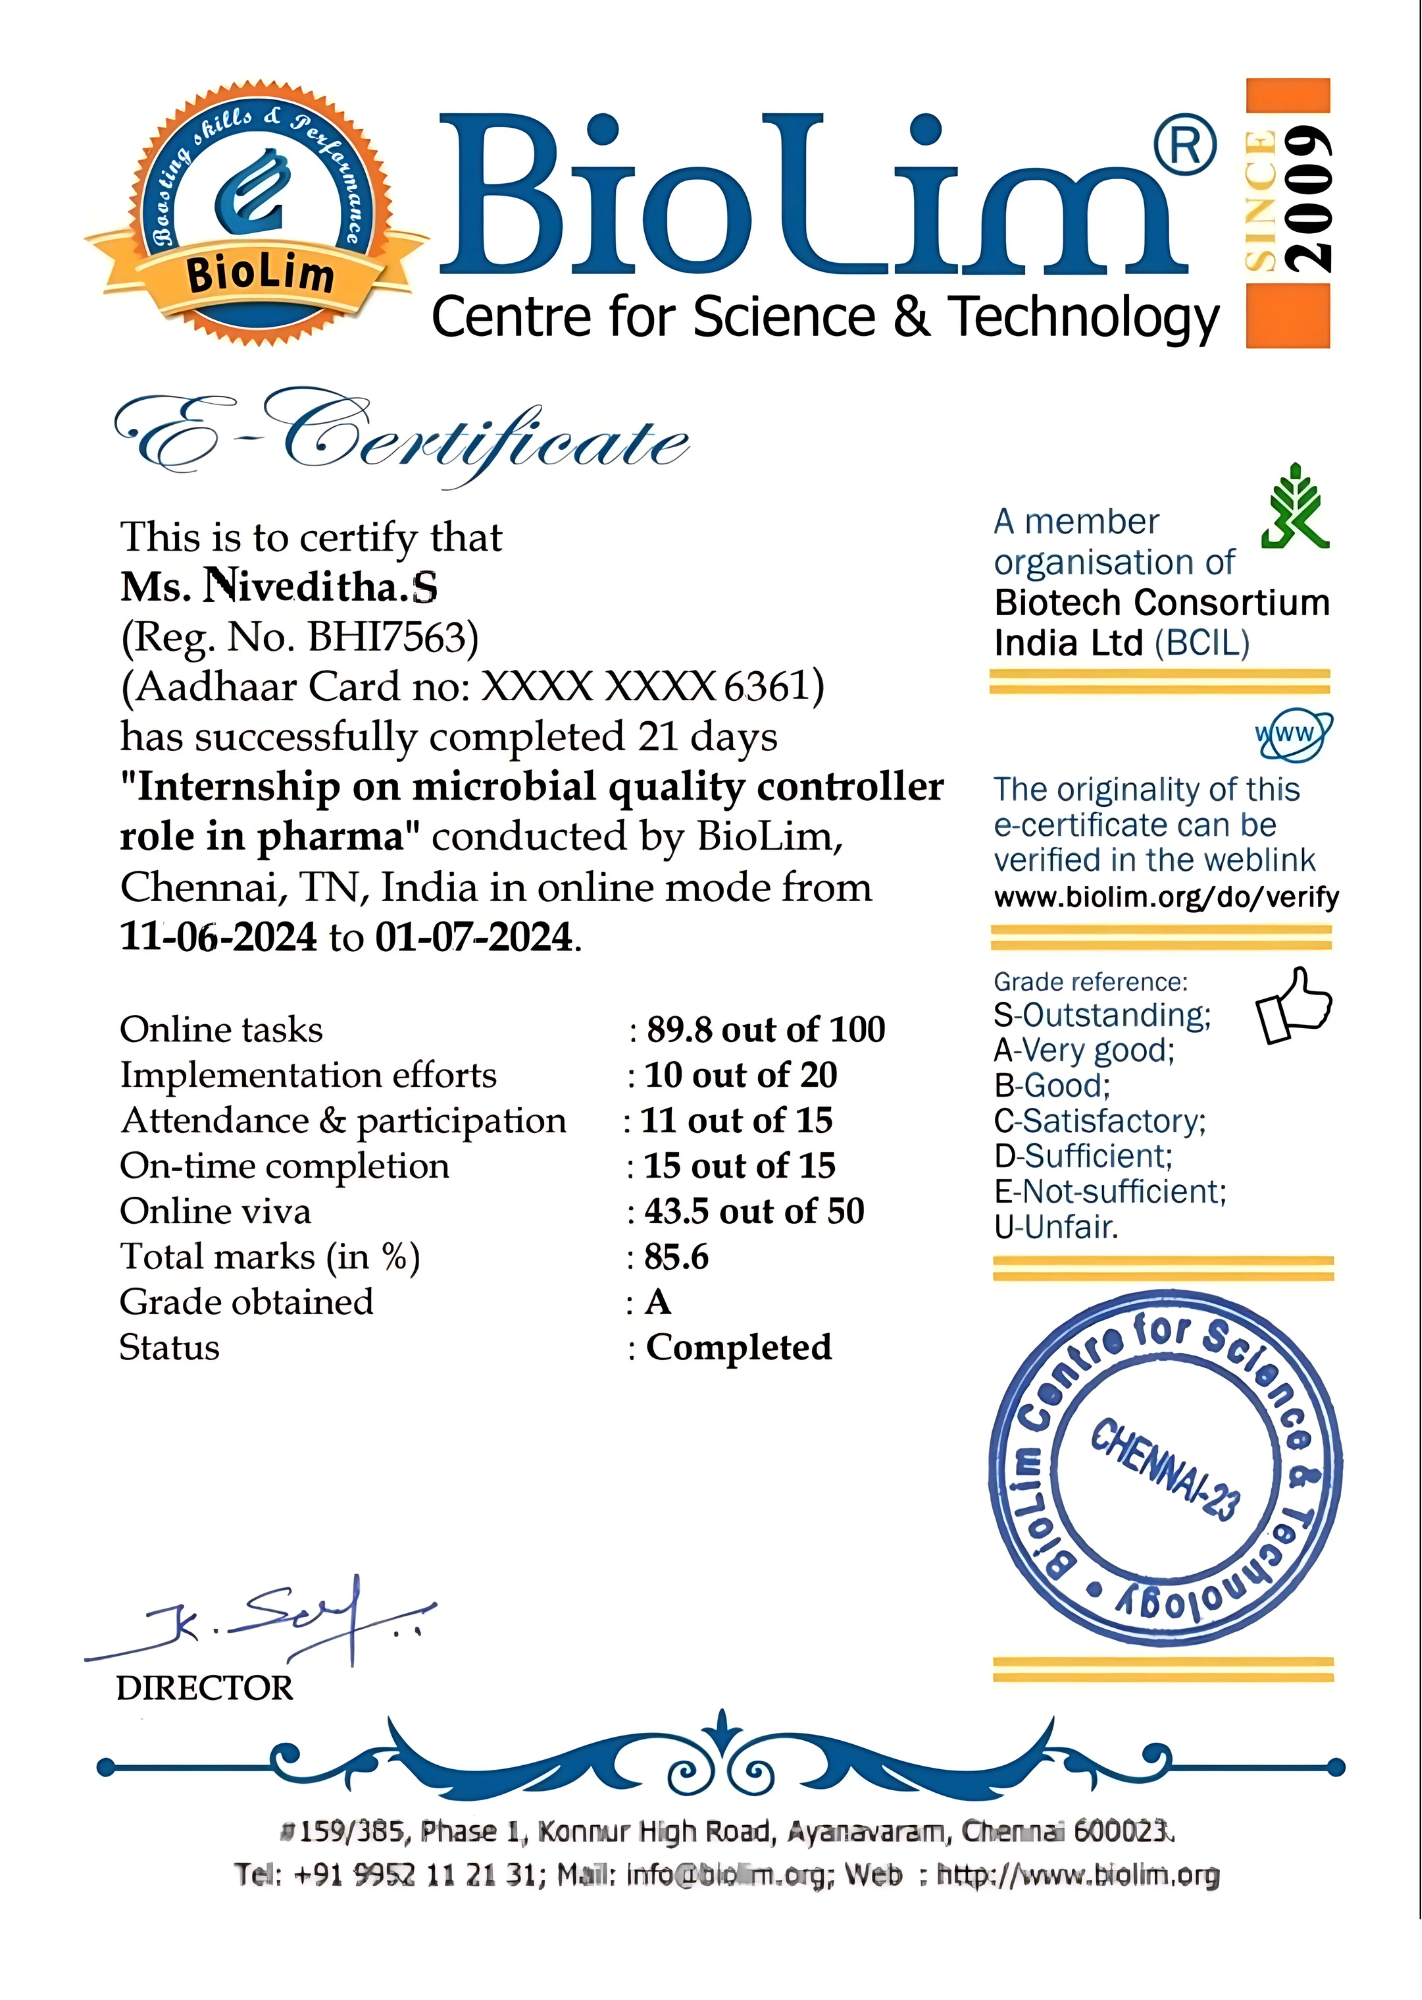 Boosting skills & Performance
BioLim
BioLim®
Centre for Science & Technology
SINCE
2009
E-Certificate
This is to certify that
Ms. Niveditha.S
(Reg. No. BHI7563)
(Aadhaar Card no: XXXX XXXX 6361)
has successfully completed 21 days
"Internship on microbial quality controller
role in pharma" conducted by BioLim,
Chennai, TN, India in online mode from
11-06-2024 to 01-07-2024.
Online tasks : 89.8 out of 100
Implementation efforts : 10 out of 20
Attendance & participation : 11 out of 15
On-time completion : 15 out of 15
Online viva : 43.5 out of 50
Total marks (in %) : 85.6
Grade obtained : A
Status : Completed
A member
organisation of
Biotech Consortium
India Ltd (BCIL)
www
The originality of this
e-certificate can be
verified in the weblink
www.biolim.org/do/verify
Grade reference:
S-Outstanding;
A-Very good;
B-Good;
C-Satisfactory;
D-Sufficient;
E-Not-sufficient;
U-Unfair.
BioLim Centre for Science & Technology •
CHENNAI-23
DIRECTOR
#159/385, Phase 1, Konnur High Road, Ayanavaram, Chennai 600023.
Tel: +91 9952 11 21 31; Mail: info@biolim.org; Web : http://www.biolim.org